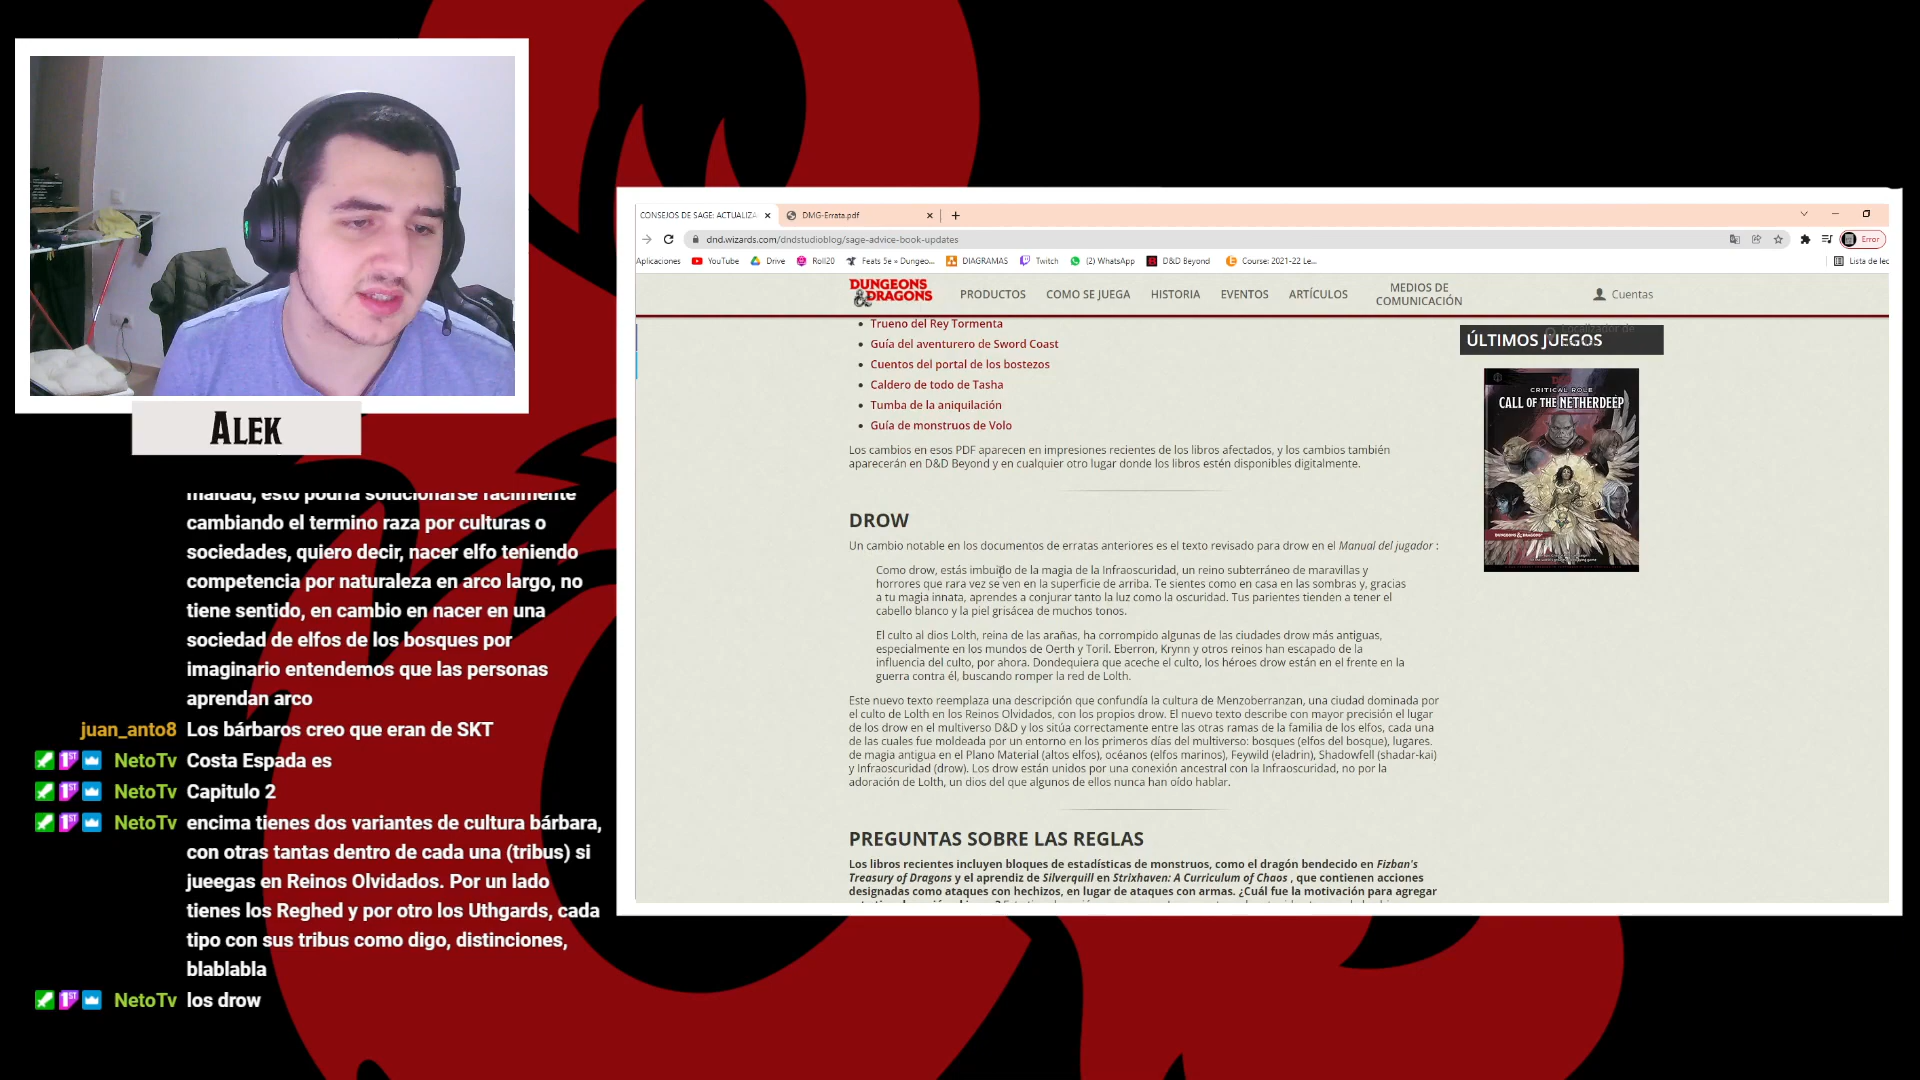 ALEK
maldad, esto podria solucionarse facilmente
cambiando el termino raza por culturas o
sociedades, quiero decir, nacer elfo teniendo
competencia por naturaleza en arco largo, no
tiene sentido, en cambio en nacer en una
sociedad de elfos de los bosques por
imaginario entendemos que las personas
aprendan arco
juan_anto8 Los bárbaros creo que eran de SKT
NetoTv Costa Espada es
NetoTv Capitulo 2
NetoTv encima tienes dos variantes de cultura bárbara,
con otras tantas dentro de cada una (tribus) si
jueegas en Reinos Olvidados. Por un lado
tienes los Reghed y por otro los Uthgards, cada
tipo con sus tribus como digo, distinciones,
blablabla
NetoTv los drow
CONSEJOS DE SAGE: ACTUALIZA
DMG-Errata.pdf
dnd.wizards.com/dndstudioblog/sage-advice-book-updates
Error
Aplicaciones YouTube Drive Roll20 Feats 5e » Dungeo... DIAGRAMAS Twitch (2) WhatsApp D&D Beyond Course: 2021-22 Le... Lista de lec
DUNGEONS & DRAGONS
PRODUCTOS COMO SE JUEGA HISTORIA EVENTOS ARTÍCULOS MEDIOS DE COMUNICACIÓN Cuentas
Trueno del Rey Tormenta
Guía del aventurero de Sword Coast
Cuentos del portal de los bostezos
Caldero de todo de Tasha
Tumba de la aniquilación
Guía de monstruos de Volo
Los cambios en esos PDF aparecen en impresiones recientes de los libros afectados, y los cambios también
aparecerán en D&D Beyond y en cualquier otro lugar donde los libros estén disponibles digitalmente.
DROW
Un cambio notable en los documentos de erratas anteriores es el texto revisado para drow en el Manual del jugador :
Como drow, estás imbuido de la magia de la Infraoscuridad, un reino subterráneo de maravillas y
horrores que rara vez se ven en la superficie de arriba. Te sientes como en casa en las sombras y, gracias
a tu magia innata, aprendes a conjurar tanto la luz como la oscuridad. Tus parientes tienden a tener el
cabello blanco y la piel grisácea de muchos tonos.
El culto al dios Lolth, reina de las arañas, ha corrompido algunas de las ciudades drow más antiguas,
especialmente en los mundos de Oerth y Toril. Eberron, Krynn y otros reinos han escapado de la
influencia del culto, por ahora. Dondequiera que aceche el culto, los héroes drow están en el frente en la
guerra contra él, buscando romper la red de Lolth.
Este nuevo texto reemplaza una descripción que confundía la cultura de Menzoberranzan, una ciudad dominada por
el culto de Lolth en los Reinos Olvidados, con los propios drow. El nuevo texto describe con mayor precisión el lugar
de los drow en el multiverso D&D y los sitúa correctamente entre las otras ramas de la familia de los elfos, cada una
de las cuales fue moldeada por un entorno en los primeros días del multiverso: bosques (elfos del bosque), lugares.
de magia antigua en el Plano Material (altos elfos), océanos (elfos marinos), Feywild (eladrin), Shadowfell (shadar-kai)
y Infraoscuridad (drow). Los drow están unidos por una conexión ancestral con la Infraoscuridad, no por la
adoración de Lolth, un dios del que algunos de ellos nunca han oído hablar.
PREGUNTAS SOBRE LAS REGLAS
Los libros recientes incluyen bloques de estadísticas de monstruos, como el dragón bendecido en Fizban's
Treasury of Dragons y el aprendiz de Silverquill en Strixhaven: A Curriculum of Chaos , que contienen acciones
designadas como ataques con hechizos, en lugar de ataques con armas. ¿Cuál fue la motivación para agregar
ÚLTIMOS JUEGOS
Localizador de
CRITICAL ROLE
CALL OF THE NETHERDEEP
DUNGEONS & DRAGONS